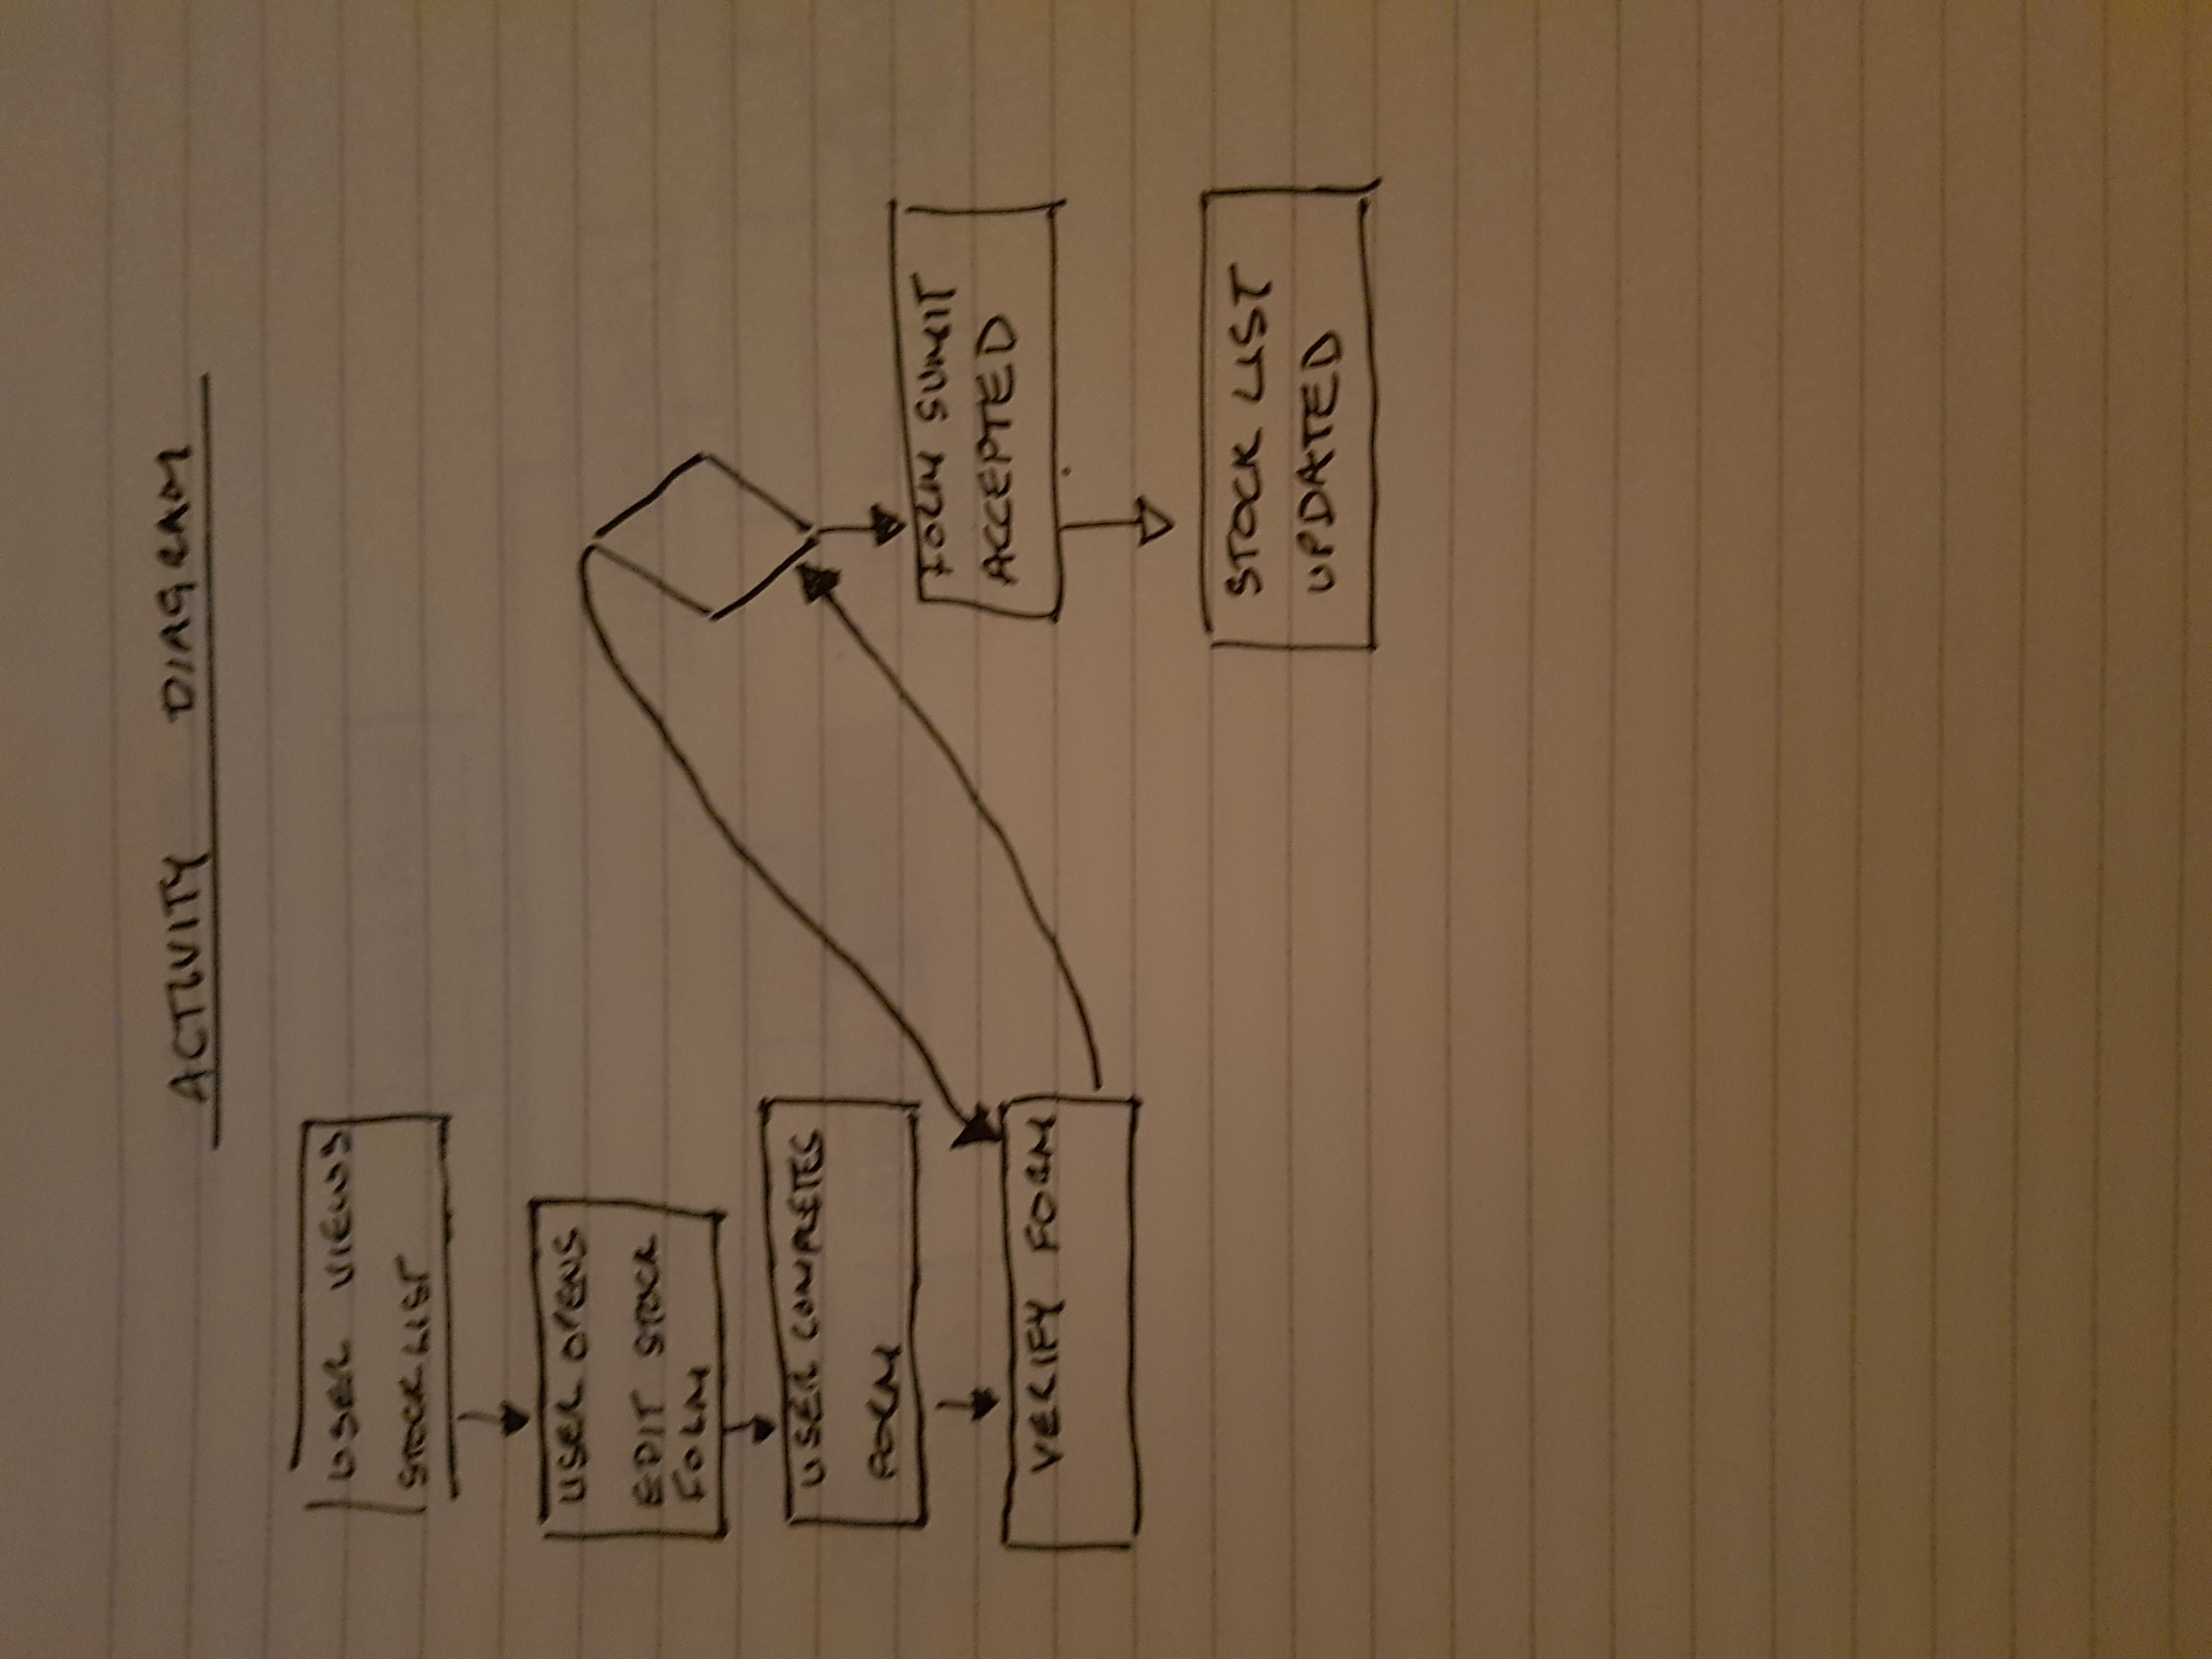 ACTIVITY DIAGRAM
USER VIEWS
STOCK LIST
USER OPENS
EDIT STOCK
FORM
USER COMPLETES
FORM
VERIFY FORM
FORM SUMIT
ACCEPTED
STOCK LIST
UPDATED